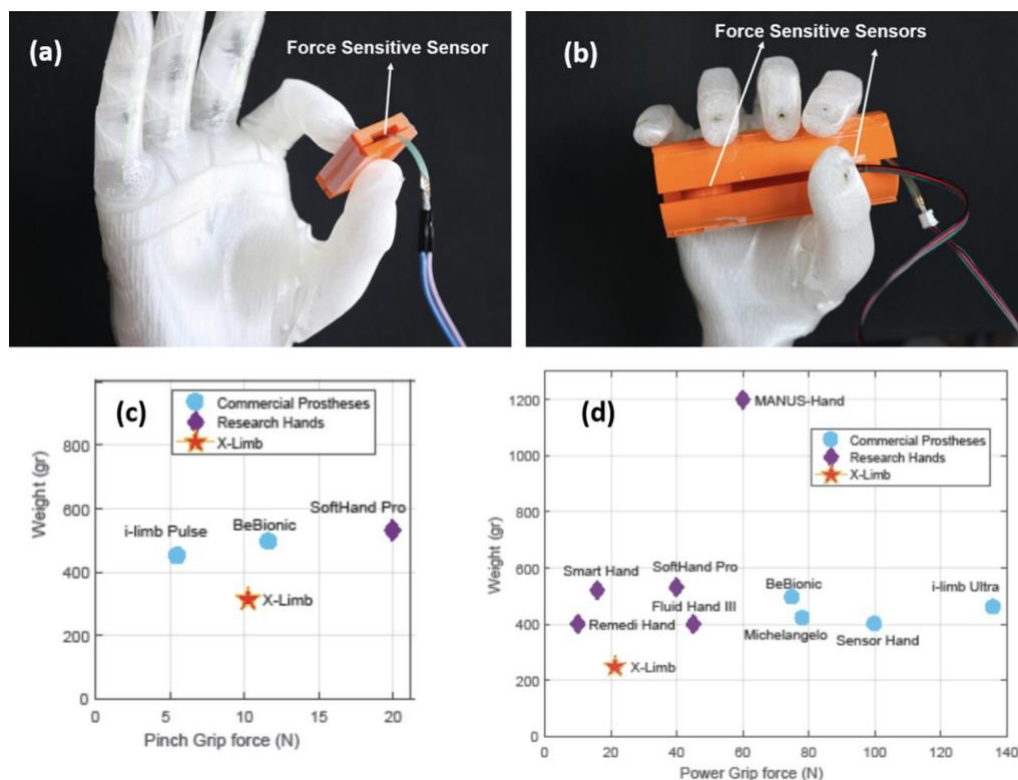 (a)
Force Sensitive Sensor
(b)
Force Sensitive Sensors
(c)
Commercial Prostheses
Research Hands
X-Limb
Weight (gr)
800
600
400
200
0
i-limb Pulse
BeBionic
SoftHand Pro
X-Limb
0 5 10 15 20
Pinch Grip force (N)
(d)
Commercial Prostheses
Research Hands
X-Limb
Weight (gr)
1200
1000
800
600
400
200
0
MANUS-Hand
Smart Hand
SoftHand Pro
BeBionic
i-limb Ultra
Remedi Hand
Fluid Hand III
Michelangelo
Sensor Hand
X-Limb
0 20 40 60 80 100 120 140
Power Grip force (N)